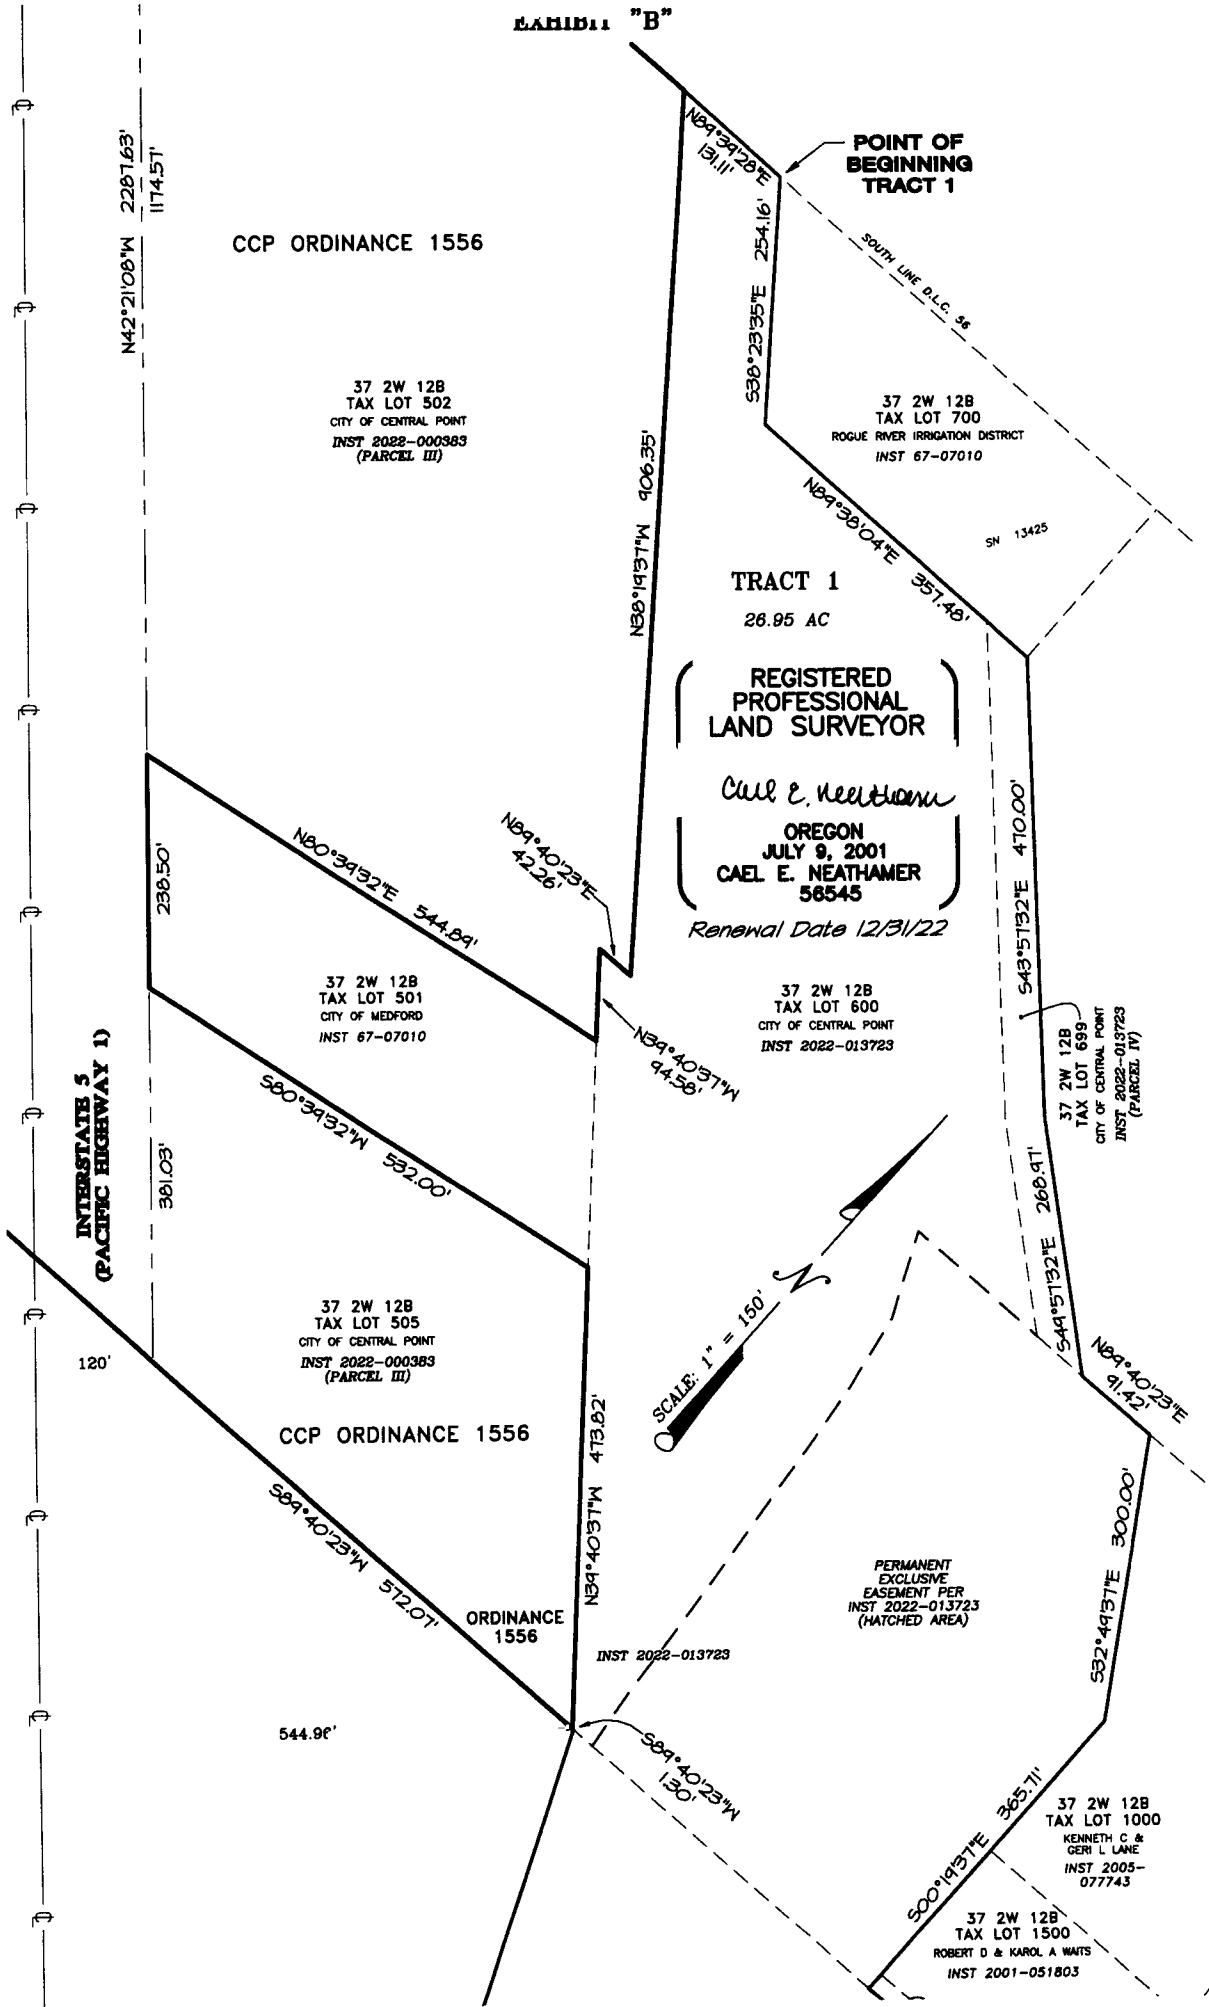 EXHIBIT "B"
N89°39'28"E
131.11'
POINT OF
BEGINNING
TRACT 1
N42°21'08"W 2287.63'
1174.57'
CCP ORDINANCE 1556
S38°23'35"E 254.16'
SOUTH LINE D.L.C. 56
37 2W 12B
TAX LOT 502
CITY OF CENTRAL POINT
INST 2022-000383
(PARCEL III)
37 2W 12B
TAX LOT 700
ROGUE RIVER IRRIGATION DISTRICT
INST 67-07010
N38°19'37"W 906.35'
N89°38'04"E 357.48'
SN 13425
TRACT 1
26.95 AC
REGISTERED
PROFESSIONAL
LAND SURVEYOR
Cael E. Neathamer
OREGON
JULY 9, 2001
CAEL E. NEATHAMER
56545
Renewal Date 12/31/22
N80°39'32"E 544.89'
N89°40'23"E
42.26'
238.50'
S43°57'32"E 470.00'
37 2W 12B
TAX LOT 501
CITY OF MEDFORD
INST 67-07010
37 2W 12B
TAX LOT 600
CITY OF CENTRAL POINT
INST 2022-013723
N39°40'37"W
94.58'
37 2W 12B
TAX LOT 699
CITY OF CENTRAL POINT
INST 2022-013723
(PARCEL IV)
INTERSTATE 5
(PACIFIC HIGHWAY 1)
S80°39'32"W 532.00'
381.03'
S49°57'32"E 268.97'
37 2W 12B
TAX LOT 505
CITY OF CENTRAL POINT
INST 2022-000383
(PARCEL III)
120'
SCALE: 1" = 150'
N
N89°40'23"E
91.42'
CCP ORDINANCE 1556
N39°40'37"W 473.82'
S89°40'23"W 572.07'
S32°49'37"E 300.00'
PERMANENT
EXCLUSIVE
EASEMENT PER
INST 2022-013723
(HATCHED AREA)
ORDINANCE
1556
INST 2022-013723
S89°40'23"W
1.30'
S00°19'37"E 365.71'
37 2W 12B
TAX LOT 1000
KENNETH C &
GERI L LANE
INST 2005-
077743
37 2W 12B
TAX LOT 1500
ROBERT D & KAROL A WAITS
INST 2001-051803